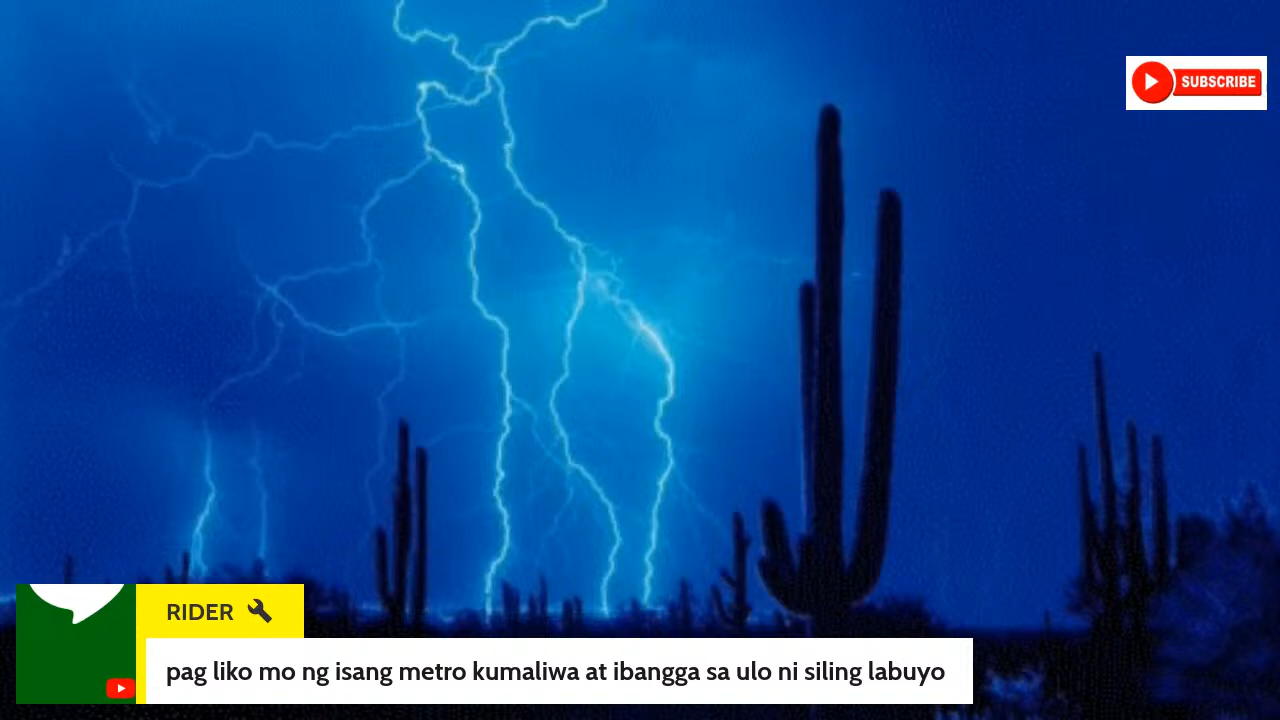 SUBSCRIBE
RIDER
pag liko mo ng isang metro kumaliwa at ibangga sa ulo ni siling labuyo